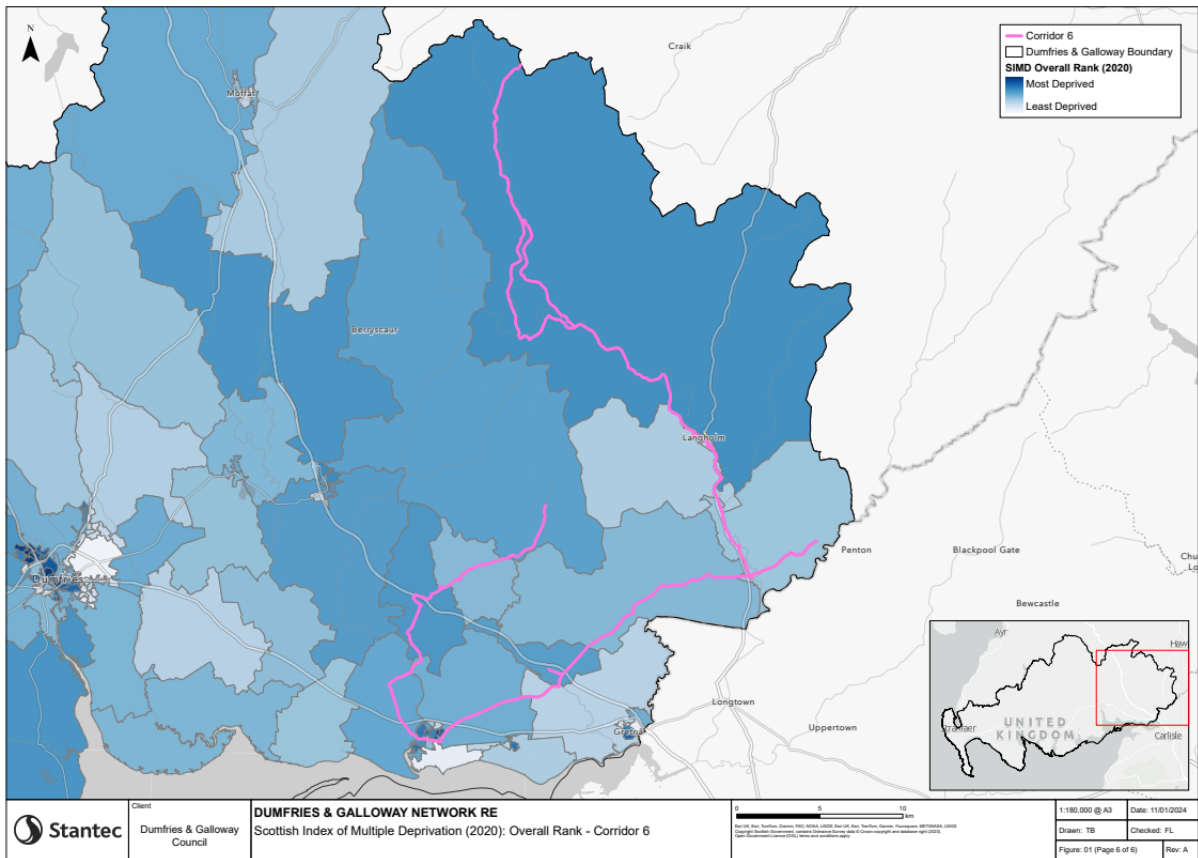 N
Craik
Corridor 6
Dumfries & Galloway Boundary
SIMD Overall Rank (2020)
Most Deprived
Least Deprived
Moffat
Berryscaur
Langholm
Dumfries
Penton
Blackpool Gate
Bewcastle
Longtown
Uppertown
Gretna
Ayr
Haw
UNITED
KINGDOM
Carlisle
Stantec
Client
Dumfries & Galloway
Council
DUMFRIES & GALLOWAY NETWORK RE
Scottish Index of Multiple Deprivation (2020): Overall Rank - Corridor 6
0 5 10
km
1:180,000 @ A3
Date: 11/01/2024
Drawn: TB
Checked: FL
Figure: 01 (Page 6 of 6)
Rev: A